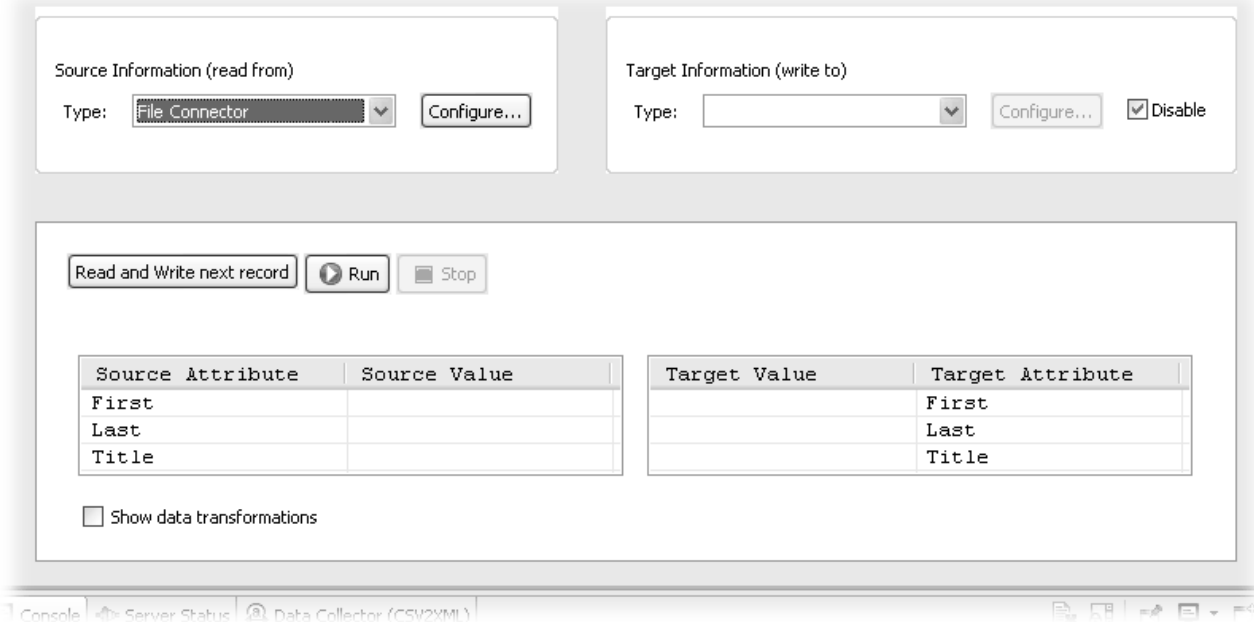 Source Information (read from)
Type: File Connector Configure...
Target Information (write to)
Type: Configure... Disable
Read and Write next record Run Stop
Source Attribute Source Value
First
Last
Title
Target Value Target Attribute
First
Last
Title
Show data transformations
Console Server Status Data Collector (CSV2XML)